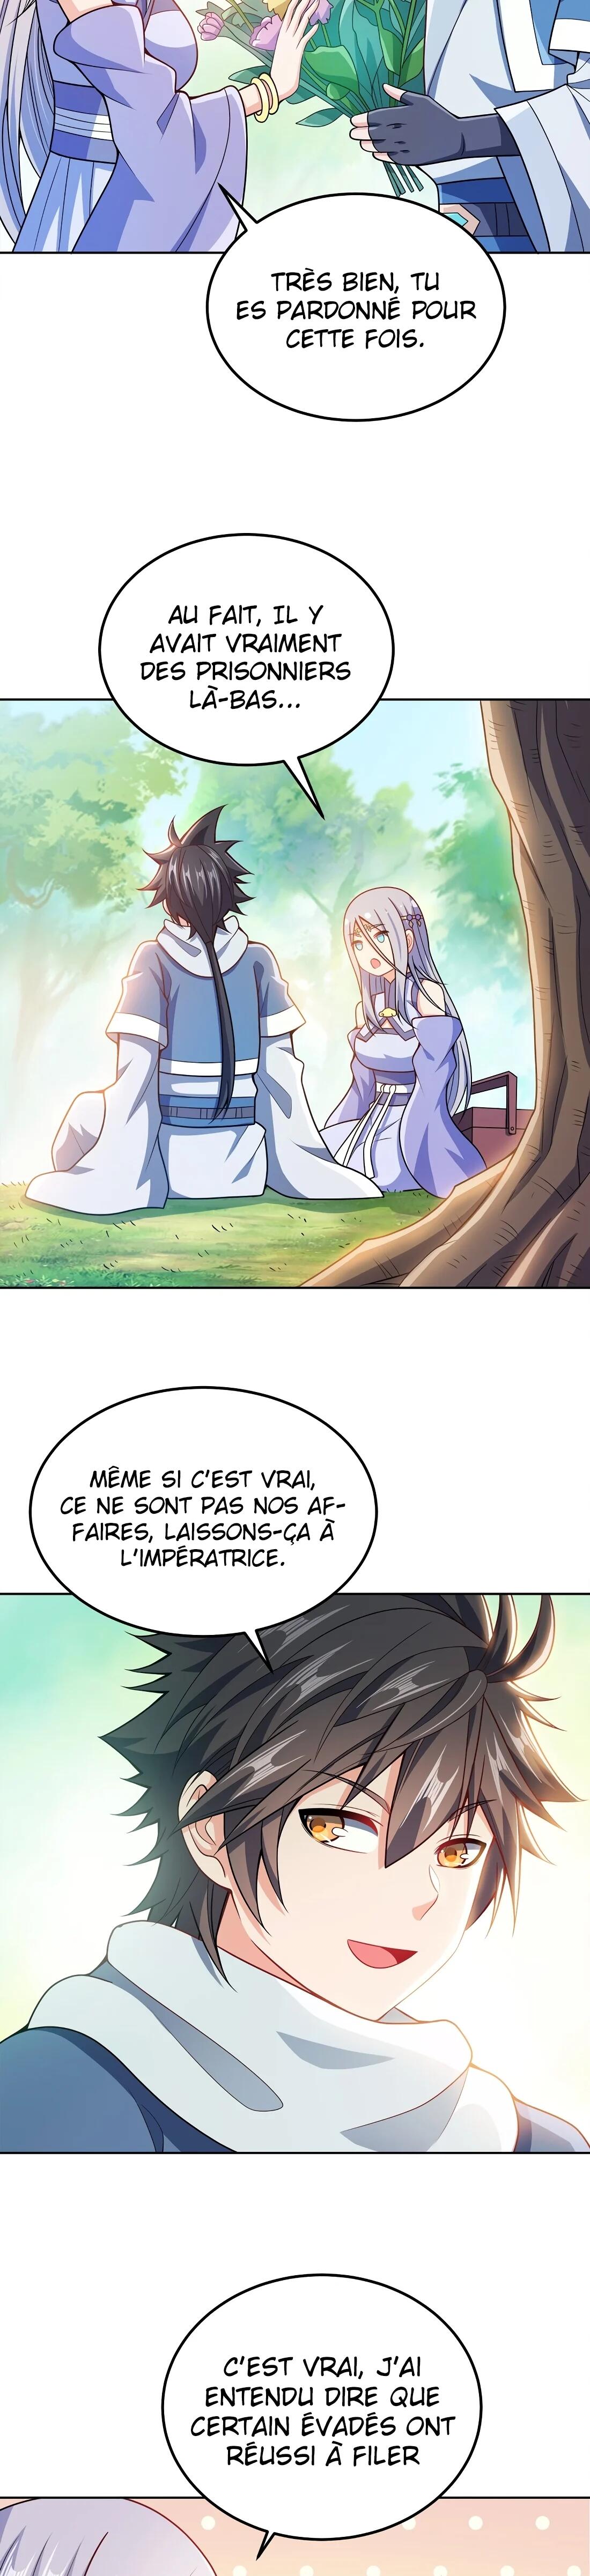 TRÈS BIEN, TU
ES PARDONNÉ POUR
CETTE FOIS.
AU FAIT, IL Y
AVAIT VRAIMENT
DES PRISONNIERS
LÀ-BAS...
MÊME SI C'EST VRAI,
CE NE SONT PAS NOS AF-
FAIRES, LAISSONS-ÇA À
L'IMPÉRATRICE.
C'EST VRAI, J'AI
ENTENDU DIRE QUE
CERTAIN ÉVADÉS ONT
RÉUSSI À FILER